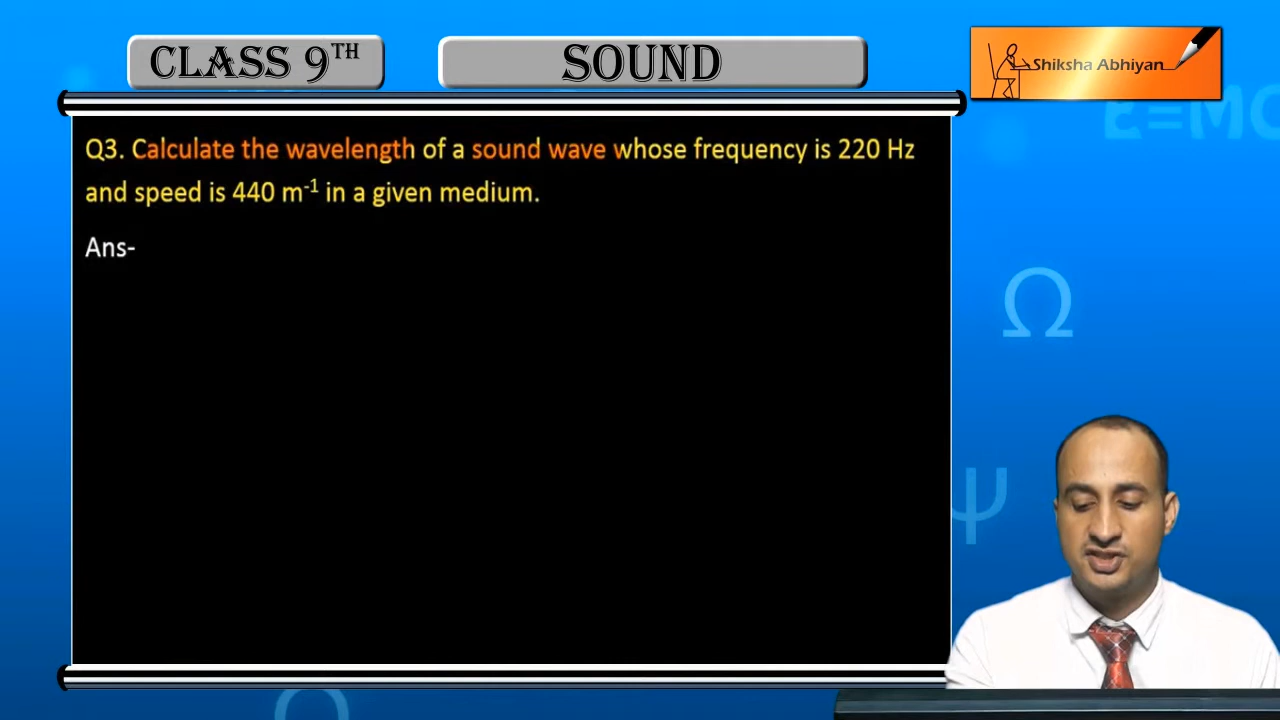 CLASS 9TH
SOUND
Shiksha Abhiyan
E=MC
Q3. Calculate the wavelength of a sound wave whose frequency is 220 Hz
and speed is 440 m-1 in a given medium.
Ans-
Ω
Ψ
Ω